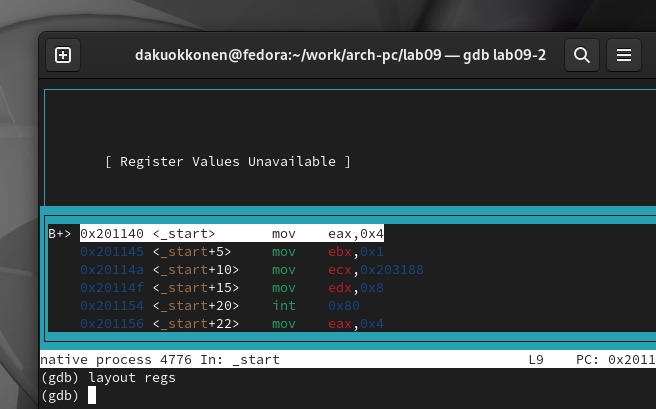 dakuokkonen@fedora:~/work/arch-pc/lab09 — gdb lab09-2
[ Register Values Unavailable ]
B+> 0x201140 <_start> mov eax,0x4
0x201145 <_start+5> mov ebx,0x1
0x20114a <_start+10> mov ecx,0x203188
0x20114f <_start+15> mov edx,0x8
0x201154 <_start+20> int 0x80
0x201156 <_start+22> mov eax,0x4
native process 4776 In: _start L9 PC: 0x2011
(gdb) layout regs
(gdb)